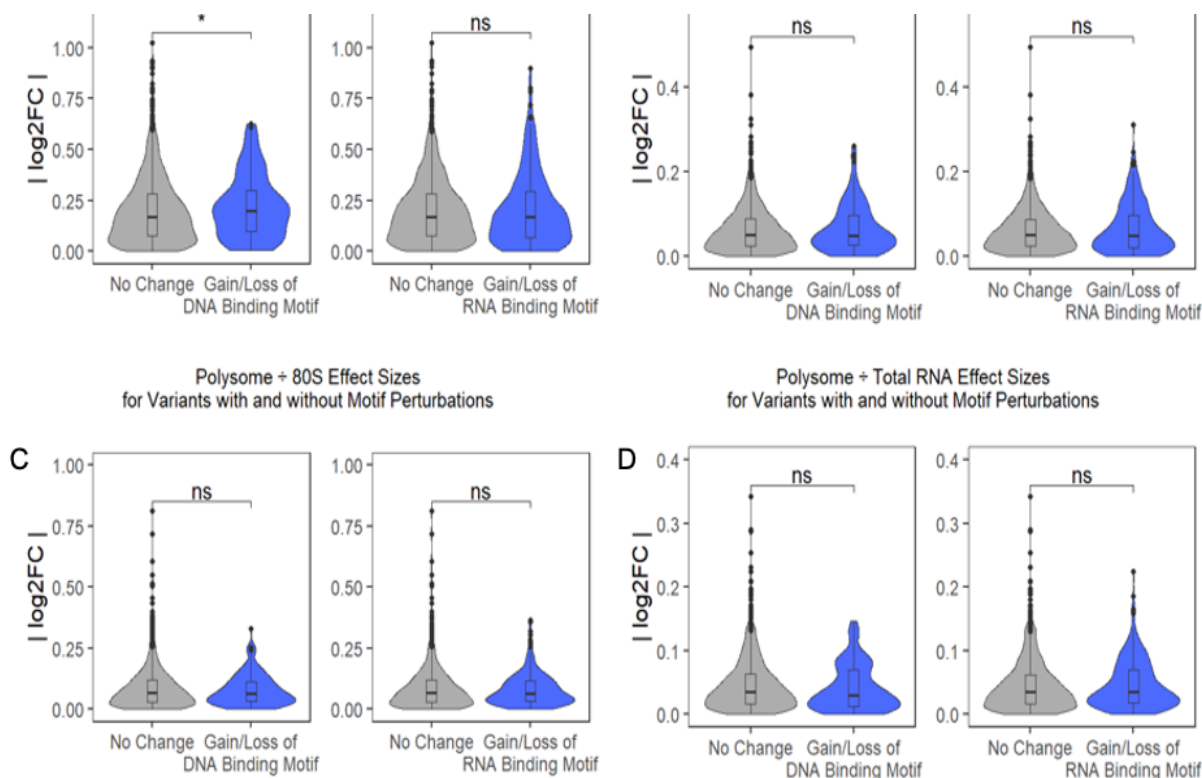 * ns ns ns
1.00 1.00
0.75 0.75
0.50 0.50
0.25 0.25
0.00 0.00
0.4 0.4
0.2 0.2
0.0 0.0
| log2FC | | log2FC |
No Change Gain/Loss of No Change Gain/Loss of No Change Gain/Loss of No Change Gain/Loss of
DNA Binding Motif RNA Binding Motif DNA Binding Motif RNA Binding Motif
Polysome ÷ 80S Effect Sizes
for Variants with and without Motif Perturbations
Polysome ÷ Total RNA Effect Sizes
for Variants with and without Motif Perturbations
C
1.00 1.00
ns ns
0.75 0.75
0.50 0.50
0.25 0.25
0.00 0.00
| log2FC |
No Change Gain/Loss of No Change Gain/Loss of
DNA Binding Motif RNA Binding Motif
D
0.4 0.4
ns ns
0.3 0.3
0.2 0.2
0.1 0.1
0.0 0.0
| log2FC |
No Change Gain/Loss of No Change Gain/Loss of
DNA Binding Motif RNA Binding Motif